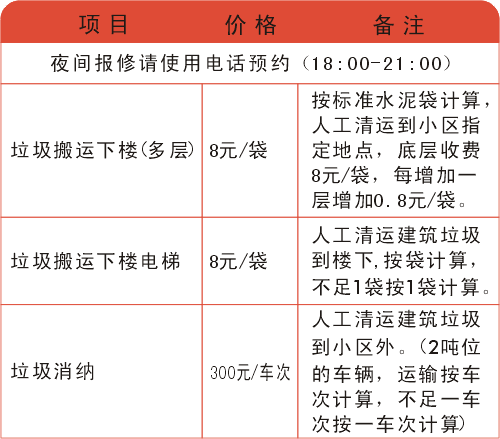 项目 价格 备注
夜间报修请使用电话预约(18:00-21:00)
垃圾搬运下楼(多层) 8元/袋
按标准水泥袋计算，
人工清运到小区指
定地点，底层收费
8元/袋，每增加一
层增加0.8元/袋。
垃圾搬运下楼电梯 8元/袋
人工清运建筑垃圾
到楼下,按袋计算，
不足1袋按1袋计算。
垃圾消纳 300元/车次
人工清运建筑垃圾
到小区外。(2吨位
的车辆，运输按车
次计算，不足一车
次按一车次计算)